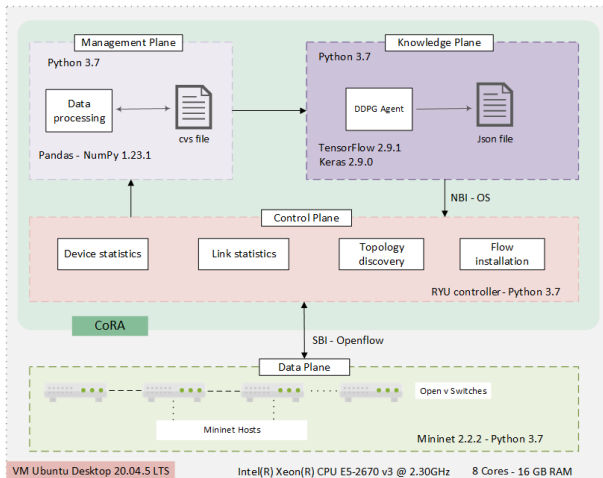 Management Plane
Python 3.7
Data processing
cvs file
Pandas - NumPy 1.23.1
Knowledge Plane
Python 3.7
DDPG Agent
Json file
TensorFlow 2.9.1
Keras 2.9.0
NBI - OS
Control Plane
Device statistics
Link statistics
Topology discovery
Flow installation
RYU controller- Python 3.7
CoRA
SBI - Openflow
Data Plane
Open v Switches
Mininet Hosts
Mininet 2.2.2 - Python 3.7
VM Ubuntu Desktop 20.04.5 LTS
Intel(R) Xeon(R) CPU E5-2670 v3 @ 2.30GHz
8 Cores - 16 GB RAM